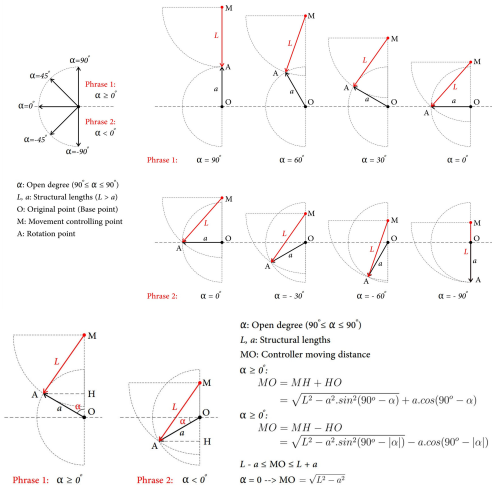 M
M
M
M
L
L
L
L
A
A
A
A
a
a
a
a
O
O
O
O
α=90°
α=45°
α=0°
α=-45°
α=-90°
Phrase 1:
α ≥ 0°
Phrase 2:
α < 0°
Phrase 1: α = 90° α = 60° α = 30° α = 0°
α: Open degree (90°≤ α ≤ 90°)
L, a: Structural lengths (L > a)
O: Original point (Base point)
M: Movement controlling point
A: Rotation point
M
M
M
M
L
L
L
L
O
O
O
O
a
a
a
a
A
A
A
A
Phrase 2: α = 0° α = - 30° α = - 60° α = - 90°
M
L
A
H
α
a
O
Phrase 1: α ≥ 0°
M
L
O
α
a
A
H
Phrase 2: α < 0°
α: Open degree (90°≤ α ≤ 90°)
L, a: Structural lengths
MO: Controller moving distance
α ≥ 0°:
MO = MH + HO
= √L² − a².sin²(90° − α) + a.cos(90° − α)
α ≥ 0°:
MO = MH − HO
= √L² − a².sin²(90° − |α|) − a.cos(90° − |α|)
L - a ≤ MO ≤ L + a
α = 0 --> MO = √L² − a²